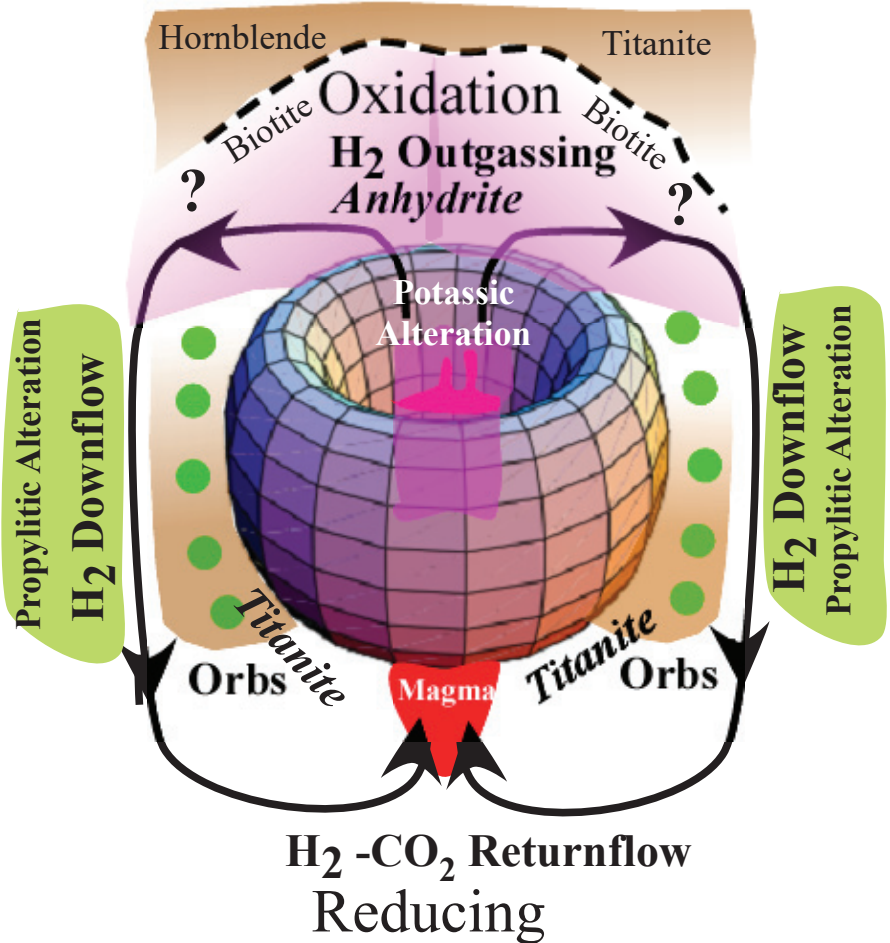 Hornblende
Titanite
Oxidation
Biotite
Biotite
H2 Outgassing
Anhydrite
?
?
Potassic
Alteration
Propylitic Alteration
H2 Downflow
H2 Downflow
Propylitic Alteration
Titanite
Titanite
Orbs
Orbs
Magma
H2 -CO2 Returnflow
Reducing